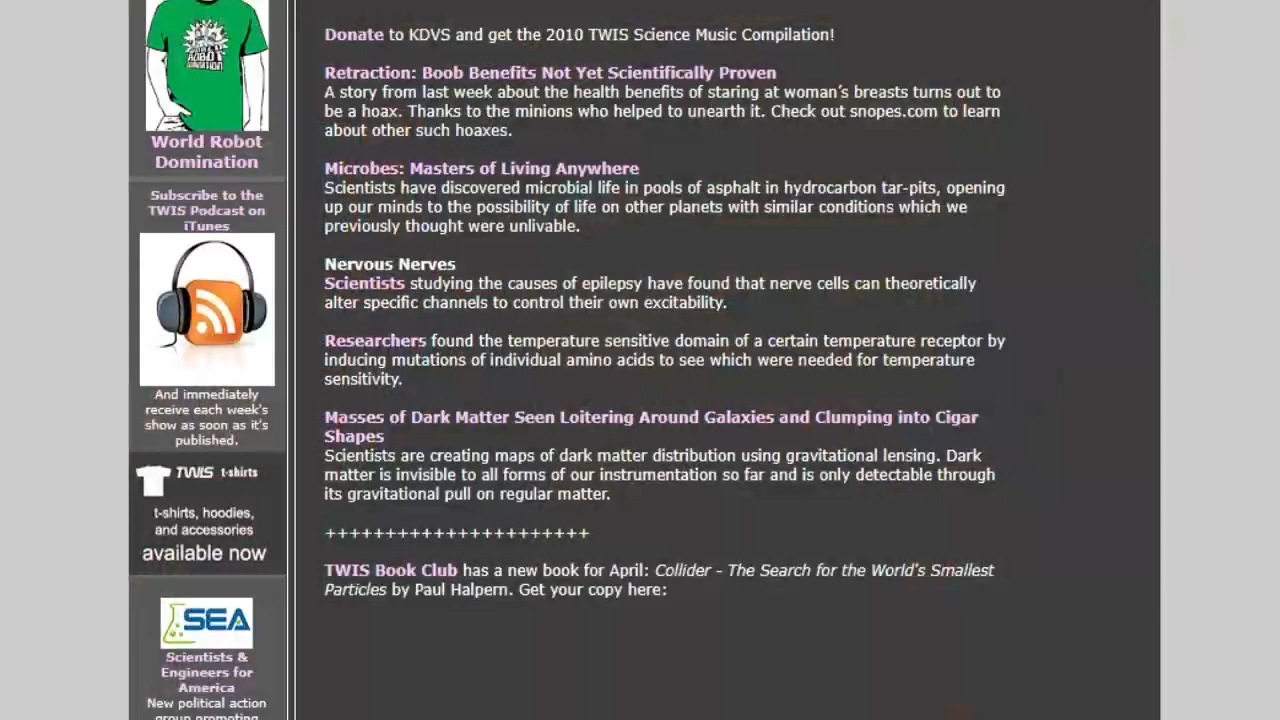 ROBOT
DOMINATION
World Robot
Domination
Subscribe to the
TWIS Podcast on
iTunes
And immediately
receive each week's
show as soon as it's
published.
TWIS t-shirts
t-shirts, hoodies,
and accessories
available now
SEA
Scientists &
Engineers for
America
New political action
group promoting
Donate to KDVS and get the 2010 TWIS Science Music Compilation!
Retraction: Boob Benefits Not Yet Scientifically Proven
A story from last week about the health benefits of staring at woman's breasts turns out to
be a hoax. Thanks to the minions who helped to unearth it. Check out snopes.com to learn
about other such hoaxes.
Microbes: Masters of Living Anywhere
Scientists have discovered microbial life in pools of asphalt in hydrocarbon tar-pits, opening
up our minds to the possibility of life on other planets with similar conditions which we
previously thought were unlivable.
Nervous Nerves
Scientists studying the causes of epilepsy have found that nerve cells can theoretically
alter specific channels to control their own excitability.
Researchers found the temperature sensitive domain of a certain temperature receptor by
inducing mutations of individual amino acids to see which were needed for temperature
sensitivity.
Masses of Dark Matter Seen Loitering Around Galaxies and Clumping into Cigar
Shapes
Scientists are creating maps of dark matter distribution using gravitational lensing. Dark
matter is invisible to all forms of our instrumentation so far and is only detectable through
its gravitational pull on regular matter.
++++++++++++++++++++++
TWIS Book Club has a new book for April: Collider - The Search for the World's Smallest
Particles by Paul Halpern. Get your copy here: